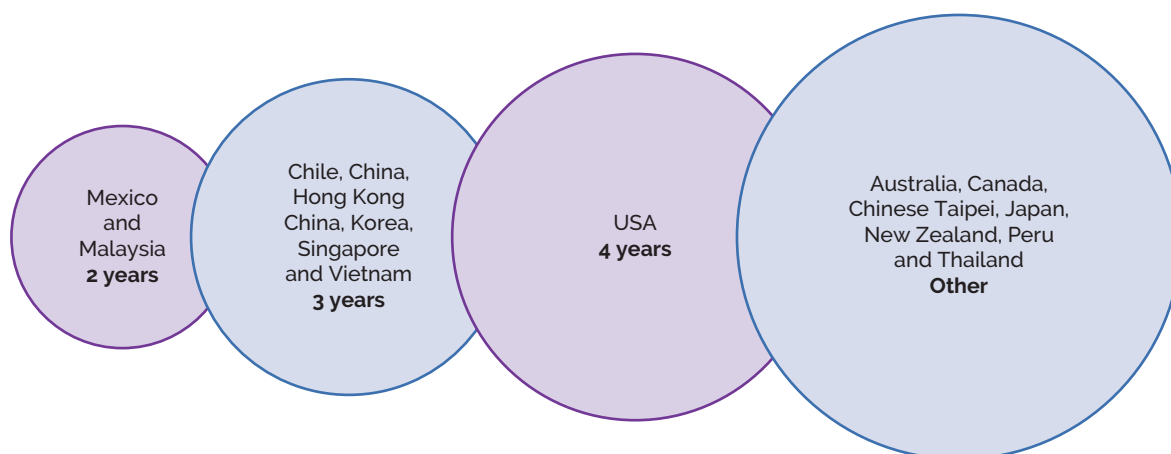 Mexico
and
Malaysia
2 years
Chile, China,
Hong Kong
China, Korea,
Singapore
and Vietnam
3 years
USA
4 years
Australia, Canada,
Chinese Taipei, Japan,
New Zealand, Peru
and Thailand
Other